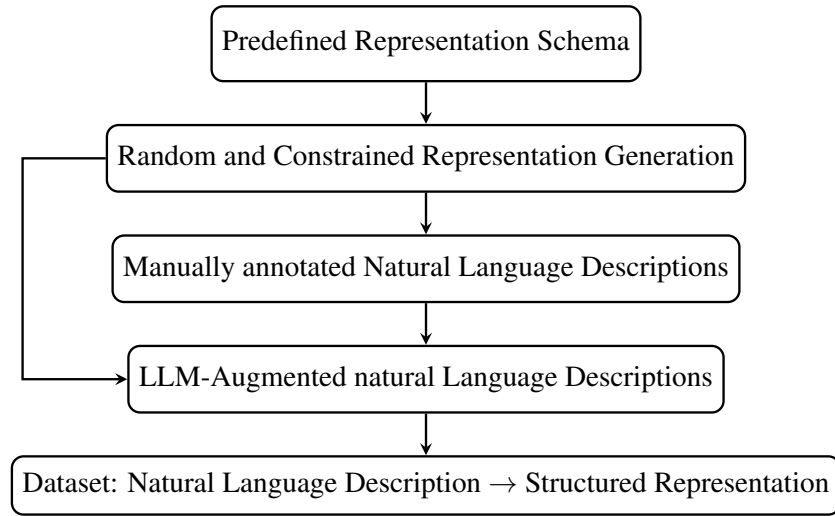 Predefined Representation Schema
Random and Constrained Representation Generation
Manually annotated Natural Language Descriptions
LLM-Augmented natural Language Descriptions
Dataset: Natural Language Description → Structured Representation